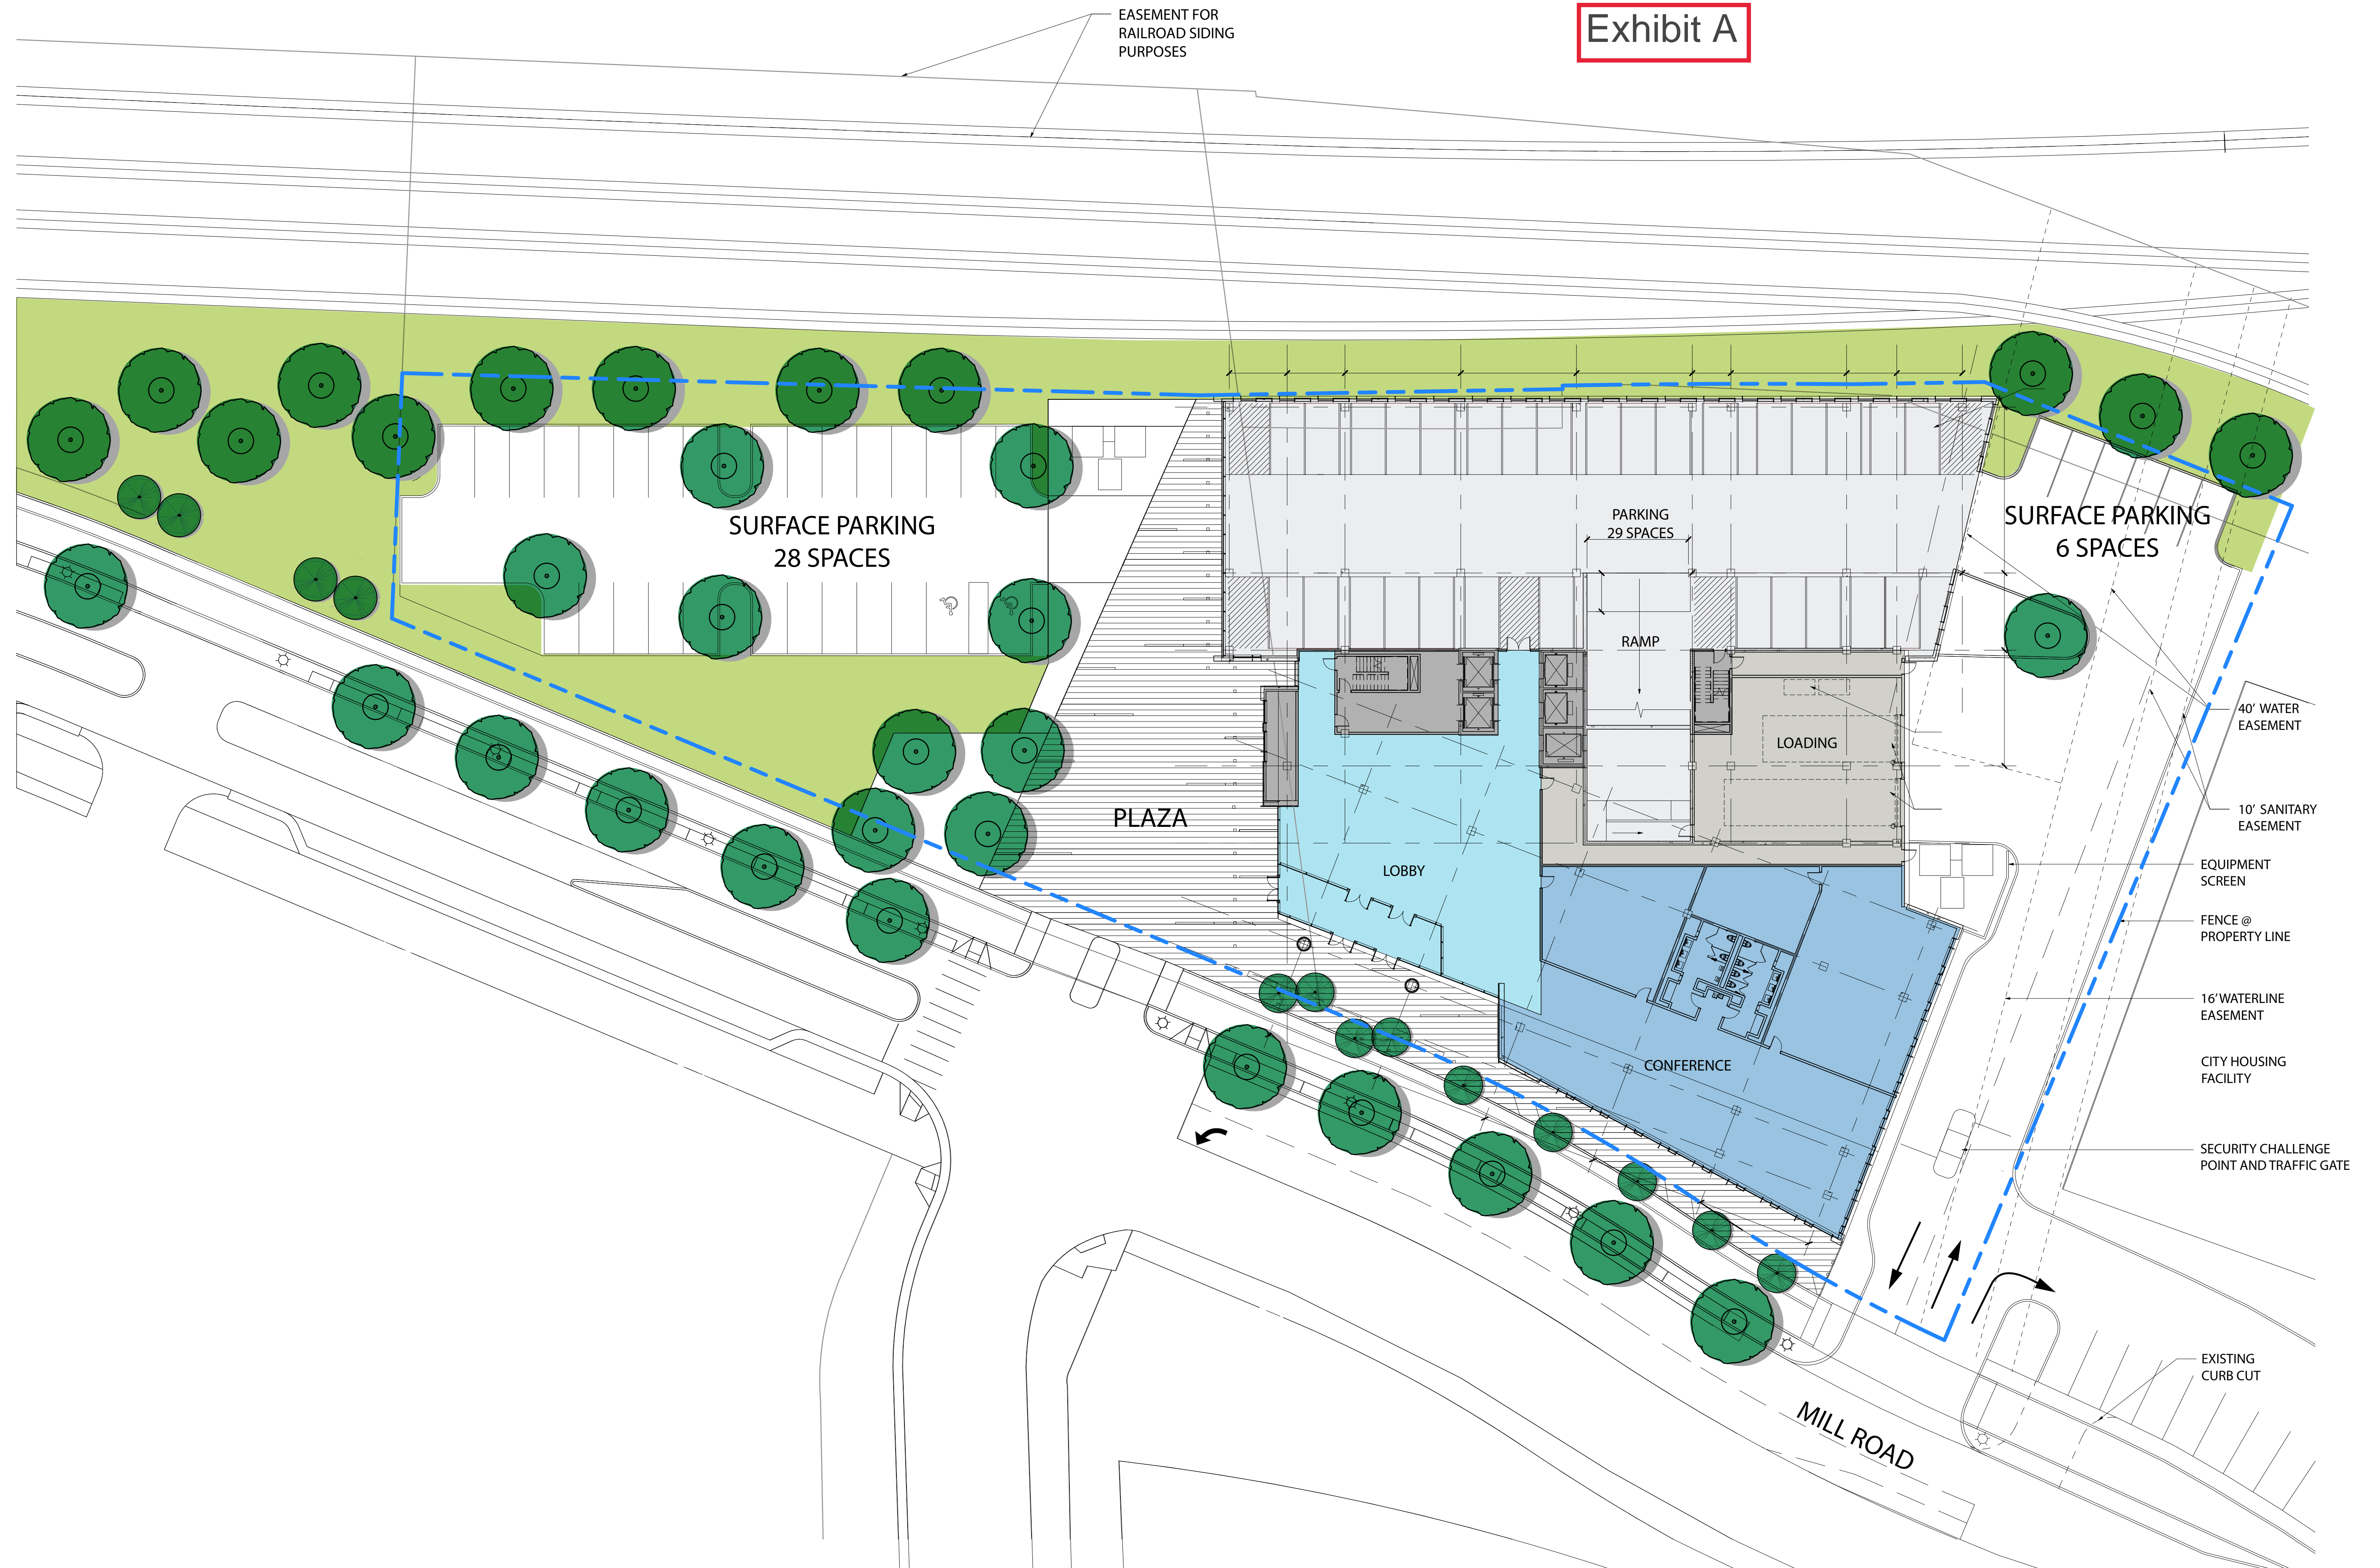 EASEMENT FOR
RAILROAD SIDING
PURPOSES
Exhibit A
SURFACE PARKING
28 SPACES
PARKING
29 SPACES
SURFACE PARKING
6 SPACES
RAMP
LOADING
PLAZA
LOBBY
CONFERENCE
40' WATER
EASEMENT
10' SANITARY
EASEMENT
EQUIPMENT
SCREEN
FENCE @
PROPERTY LINE
16' WATERLINE
EASEMENT
CITY HOUSING
FACILITY
SECURITY CHALLENGE
POINT AND TRAFFIC GATE
EXISTING
CURB CUT
MILL ROAD